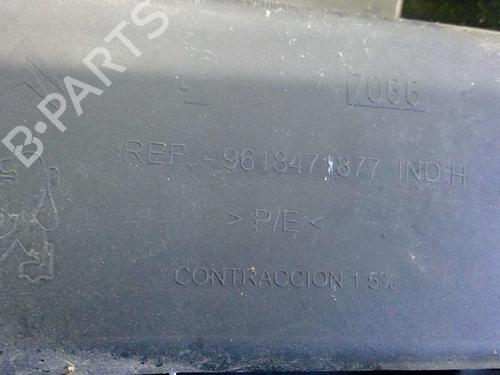 7066
REF.-9618471877 IND H
> P/E <
CONTRACCION 1.5%
B-PARTS